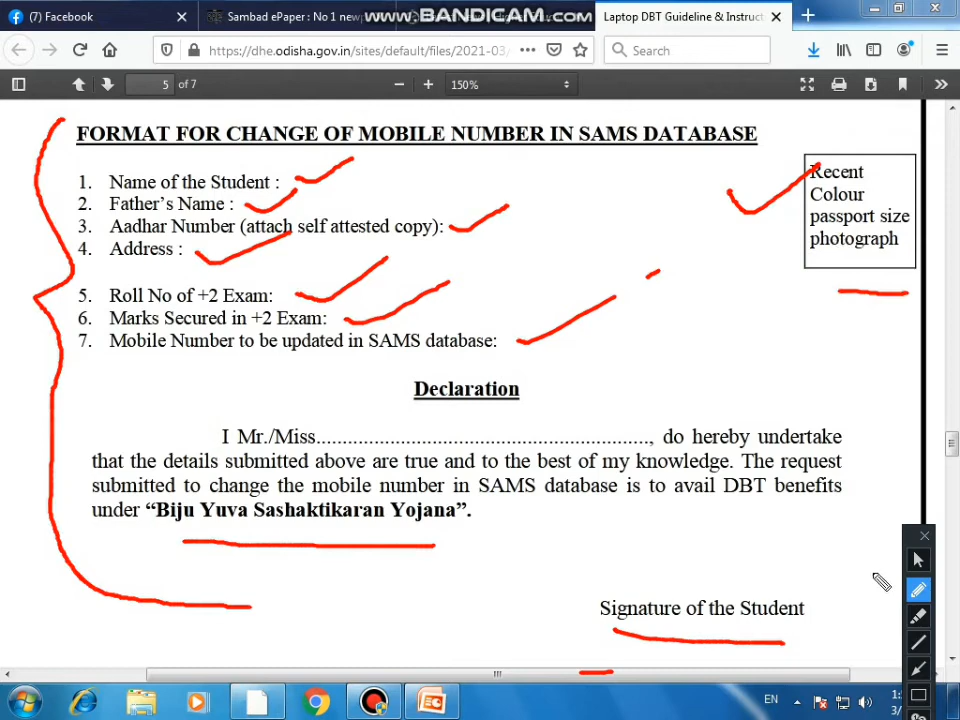 (7) Facebook
Sambad ePaper : No 1 newp
WWW.BANDICAM.COM
Laptop DBT Guideline & Instruct
https://dhe.odisha.gov.in/sites/default/files/2021-03/
Search
5 of 7
150%
FORMAT FOR CHANGE OF MOBILE NUMBER IN SAMS DATABASE
Recent
Colour
passport size
photograph
1. Name of the Student :
2. Father's Name :
3. Aadhar Number (attach self attested copy):
4. Address :
5. Roll No of +2 Exam:
6. Marks Secured in +2 Exam:
7. Mobile Number to be updated in SAMS database:
Declaration
I Mr./Miss................................................................, do hereby undertake
that the details submitted above are true and to the best of my knowledge. The request
submitted to change the mobile number in SAMS database is to avail DBT benefits
under “Biju Yuva Sashaktikaran Yojana”.
Signature of the Student
EN